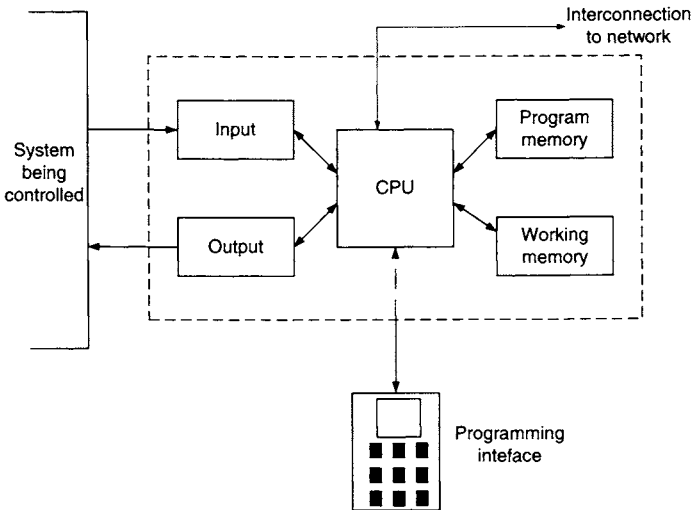 Interconnection
to network
System
being
controlled
Input
Output
CPU
Program
memory
Working
memory
Programming
inteface